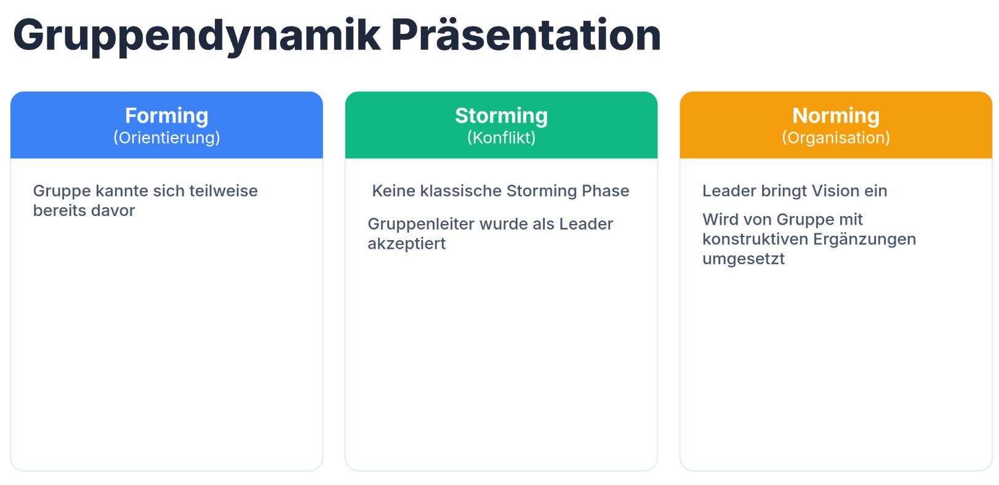 Gruppendynamik Präsentation
Forming
(Orientierung)
Gruppe kannte sich teilweise
bereits davor
Storming
(Konflikt)
Keine klassische Storming Phase
Gruppenleiter wurde als Leader
akzeptiert
Norming
(Organisation)
Leader bringt Vision ein
Wird von Gruppe mit
konstruktiven Ergänzungen
umgesetzt